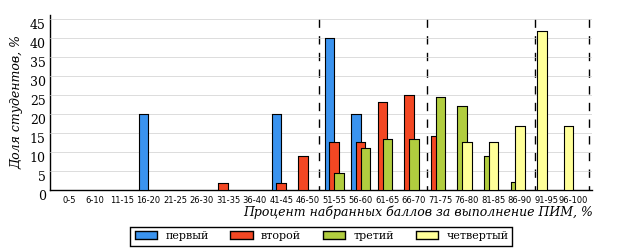 Доля студентов, %
45
40
35
30
25
20
15
10
5
0
0-5 6-10 11-15 16-20 21-25 26-30 31-35 36-40 41-45 46-50 51-55 56-60 61-65 66-70 71-75 76-80 81-85 86-90 91-95 96-100
Процент набранных баллов за выполнение ПИМ, %
первый второй третий четвертый